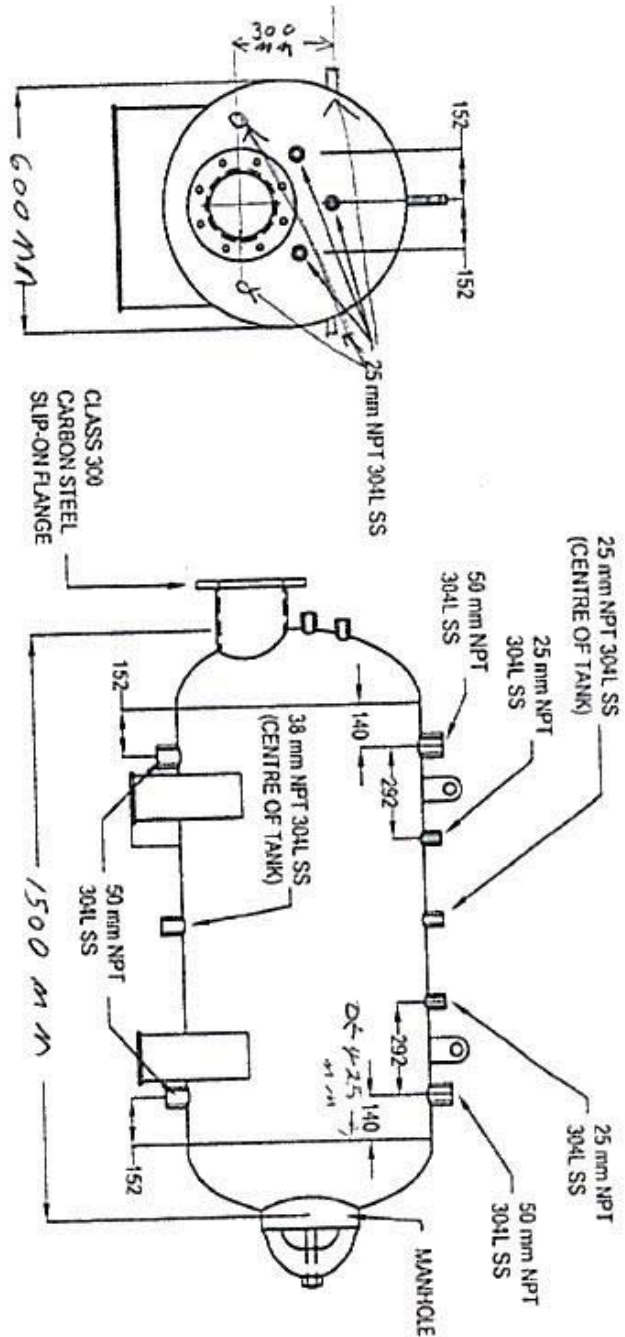 25 mm NPT 304L SS
(CENTRE OF TANK)
25 mm NPT
304L SS
50 mm NPT
304L SS
25 mm NPT
304L SS
50 mm NPT
304L SS
152
152
300
mm
25 mm NPT 304L SS
140
292
292
140
425
mm
MANHOLE
38 mm NPT 304L SS
(CENTRE OF TANK)
152
152
50 mm NPT
304L SS
CLASS 300
CARBON STEEL
SLIP-ON FLANGE
600 mm
1500 mm